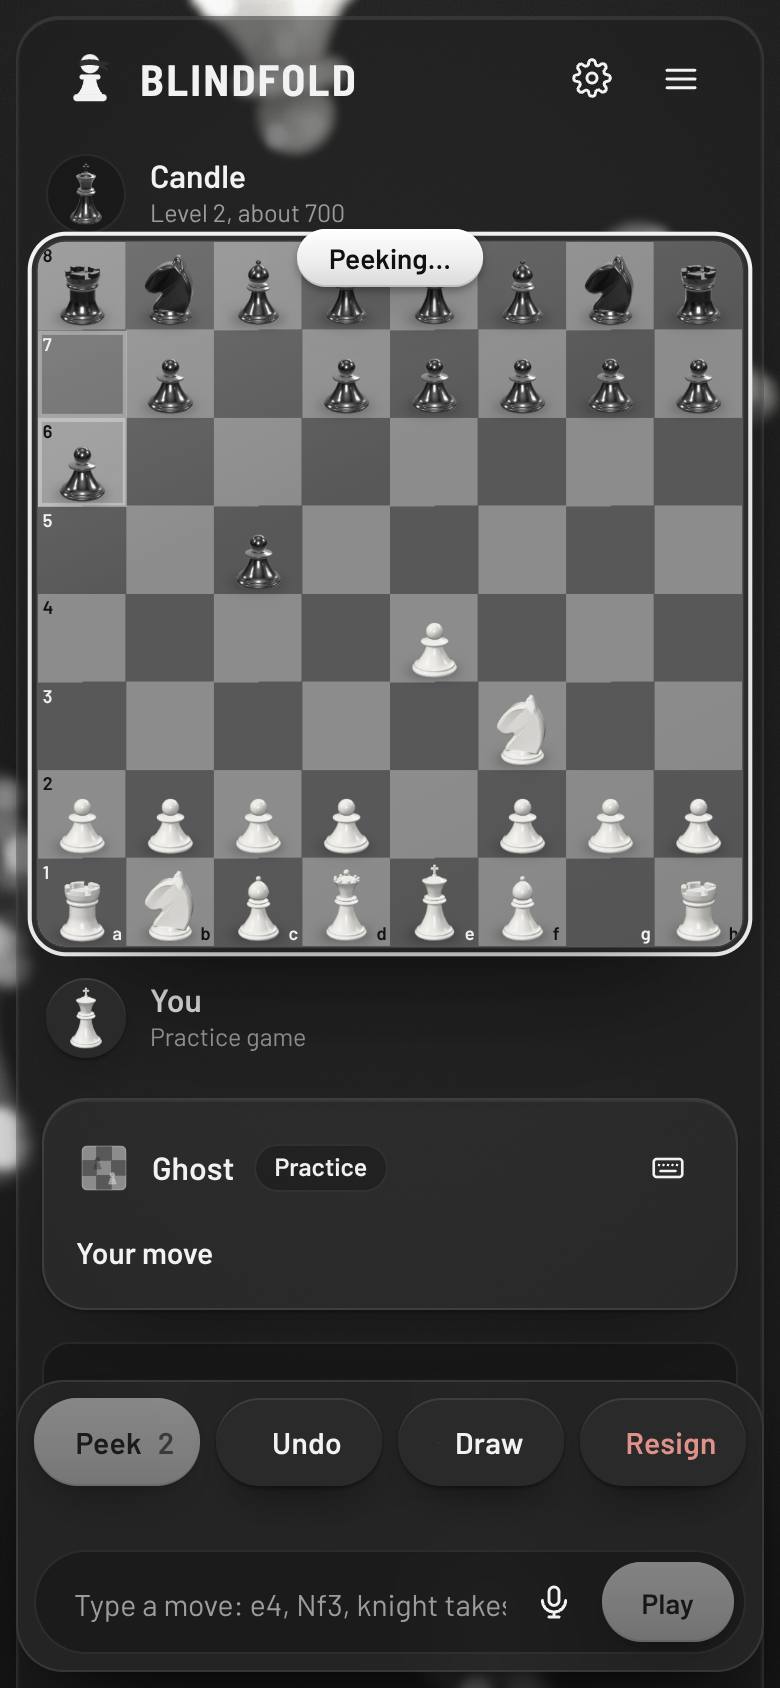 BLINDFOLD
Candle
Level 2, about 700
Peeking...
8
7
6
5
4
3
2
1
a b c d e f g h
You
Practice game
Ghost Practice
Your move
Peek 2 Undo Draw Resign
Type a move: e4, Nf3, knight takes Play